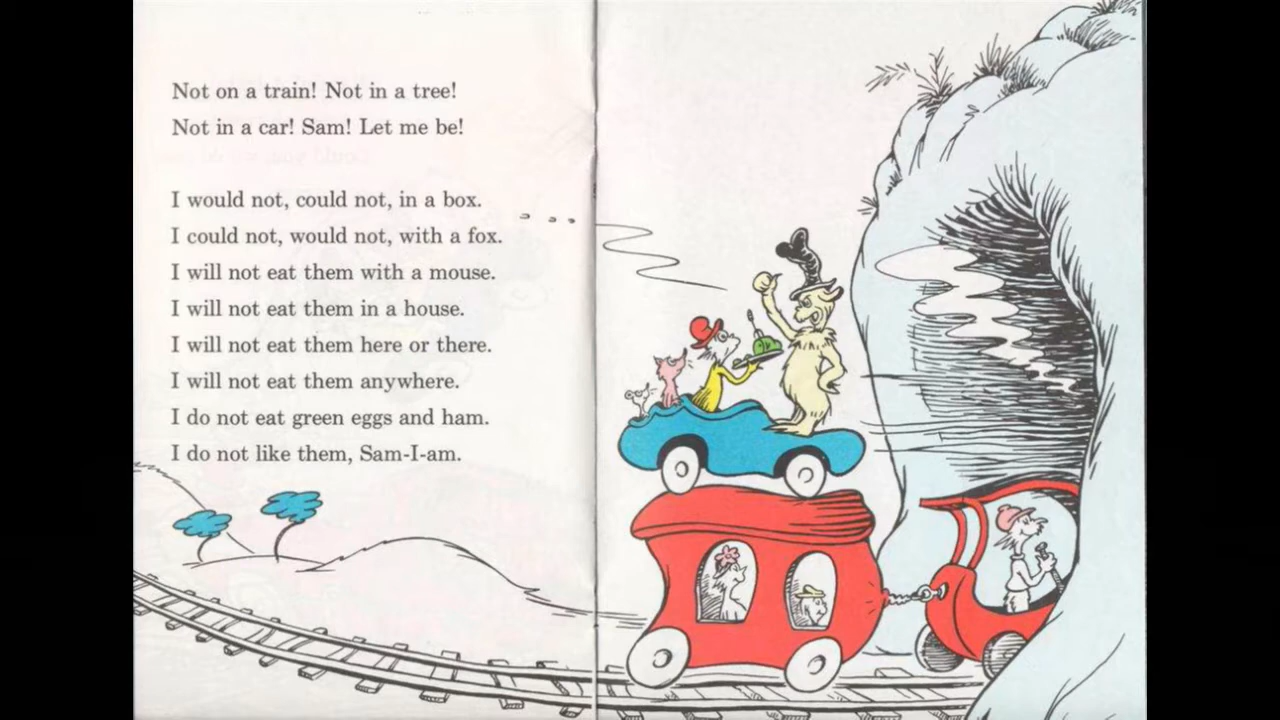 Not on a train! Not in a tree!
Not in a car! Sam! Let me be!
I would not, could not, in a box.
I could not, would not, with a fox.
I will not eat them with a mouse.
I will not eat them in a house.
I will not eat them here or there.
I will not eat them anywhere.
I do not eat green eggs and ham.
I do not like them, Sam-I-am.